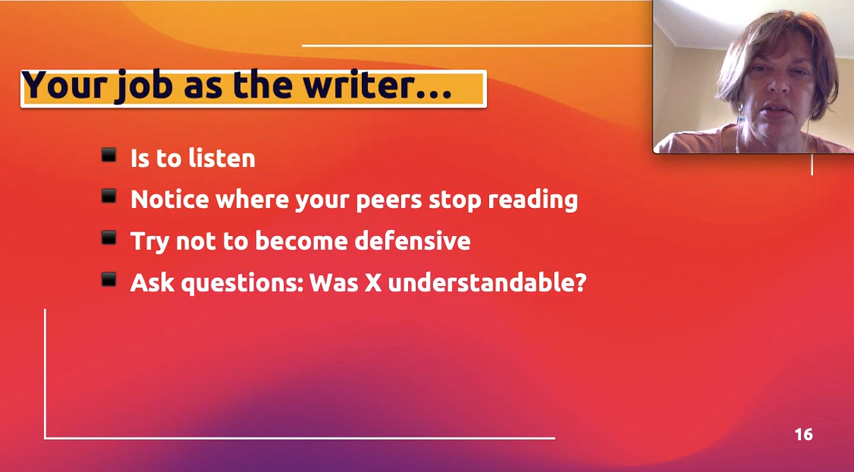 Your job as the writer...
Is to listen
Notice where your peers stop reading
Try not to become defensive
Ask questions: Was X understandable?
16